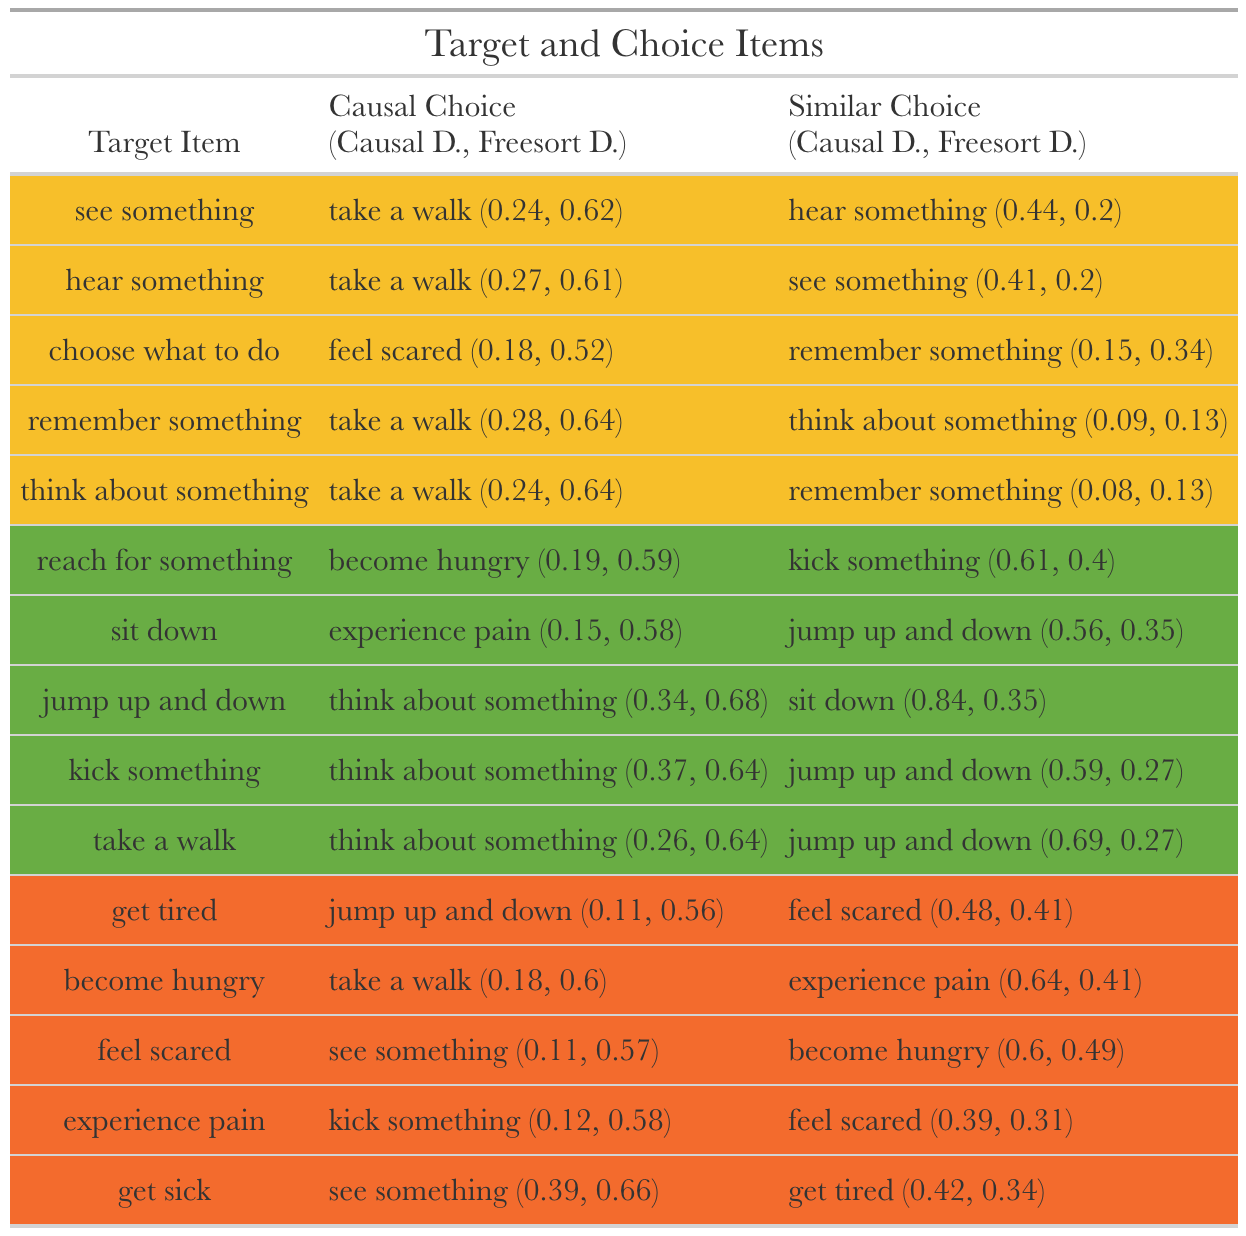 Target and Choice Items
Target Item Causal Choice (Causal D., Freesort D.) Similar Choice (Causal D., Freesort D.)
see something take a walk (0.24, 0.62) hear something (0.44, 0.2)
hear something take a walk (0.27, 0.61) see something (0.41, 0.2)
choose what to do feel scared (0.18, 0.52) remember something (0.15, 0.34)
remember something take a walk (0.28, 0.64) think about something (0.09, 0.13)
think about something take a walk (0.24, 0.64) remember something (0.08, 0.13)
reach for something become hungry (0.19, 0.59) kick something (0.61, 0.4)
sit down experience pain (0.15, 0.58) jump up and down (0.56, 0.35)
jump up and down think about something (0.34, 0.68) sit down (0.84, 0.35)
kick something think about something (0.37, 0.64) jump up and down (0.59, 0.27)
take a walk think about something (0.26, 0.64) jump up and down (0.69, 0.27)
get tired jump up and down (0.11, 0.56) feel scared (0.48, 0.41)
become hungry take a walk (0.18, 0.6) experience pain (0.64, 0.41)
feel scared see something (0.11, 0.57) become hungry (0.6, 0.49)
experience pain kick something (0.12, 0.58) feel scared (0.39, 0.31)
get sick see something (0.39, 0.66) get tired (0.42, 0.34)